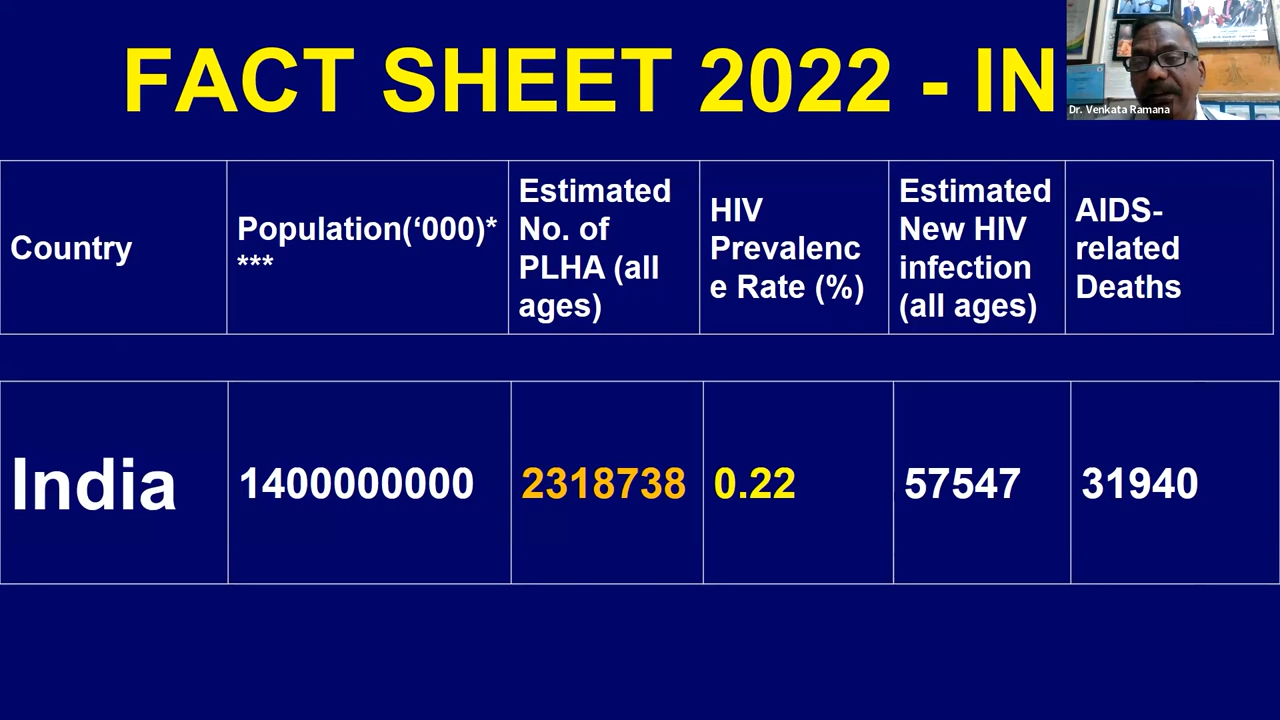 FACT SHEET 2022 - IN
Dr. Venkata Ramana
Country
Population(‘000)*
***
Estimated
No. of
PLHA (all
ages)
HIV
Prevalenc
e Rate (%)
Estimated
New HIV
infection
(all ages)
AIDS-
related
Deaths
India
1400000000
2318738
0.22
57547
31940